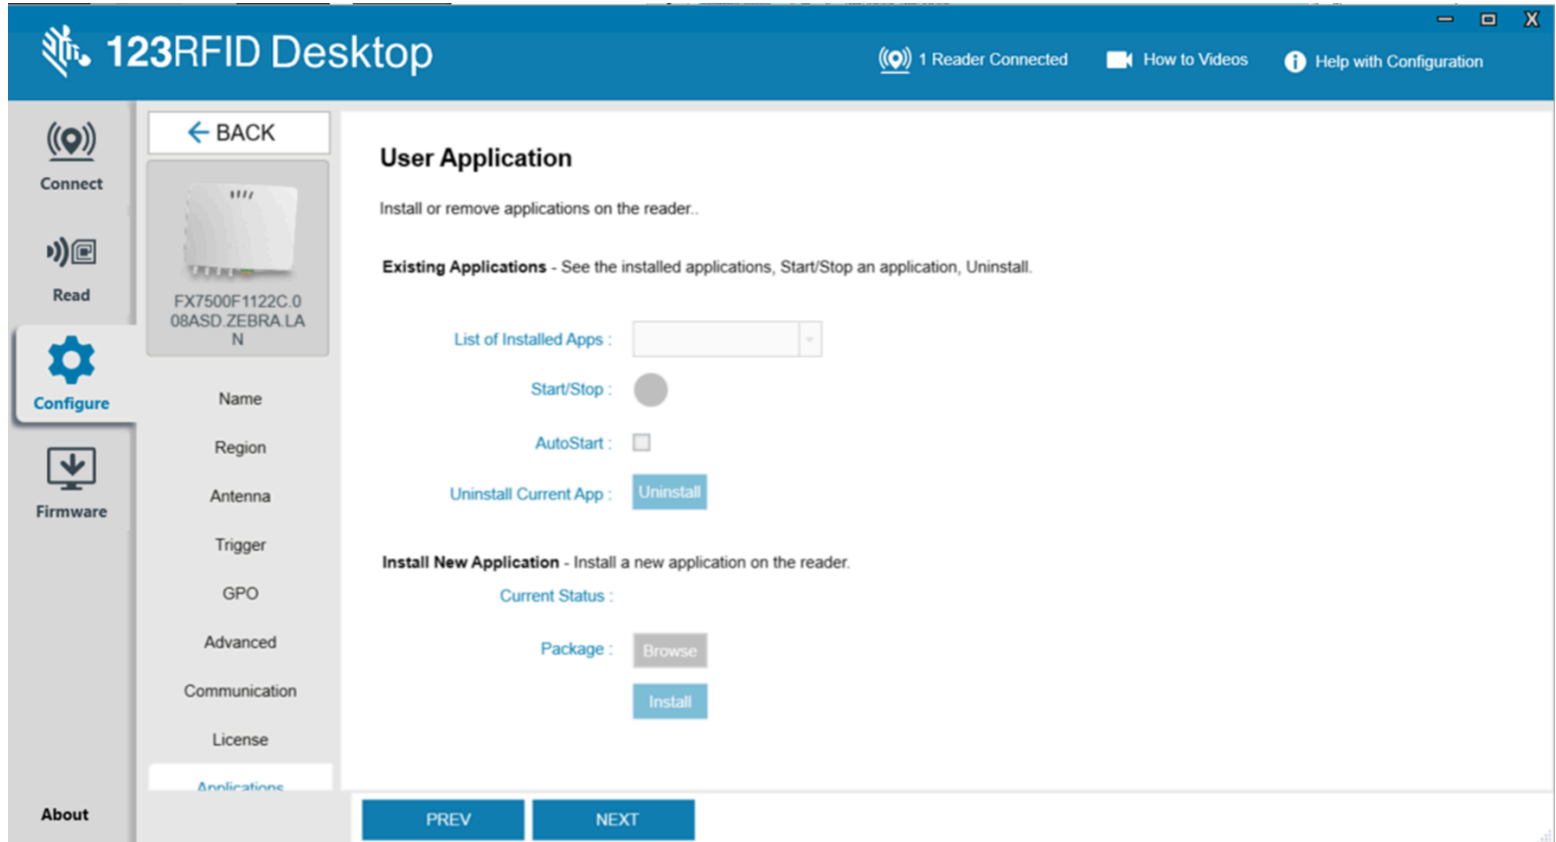 123RFID Desktop
1 Reader Connected
How to Videos
Help with Configuration
X
Connect
Read
Configure
Firmware
About
BACK
FX7500F1122C.0
08ASD.ZEBRA.LA
N
Name
Region
Antenna
Trigger
GPO
Advanced
Communication
License
Applications
User Application
Install or remove applications on the reader..
Existing Applications - See the installed applications, Start/Stop an application, Uninstall.
List of Installed Apps :
Start/Stop :
AutoStart :
Uninstall Current App : Uninstall
Install New Application - Install a new application on the reader.
Current Status :
Package : Browse
Install
PREV
NEXT